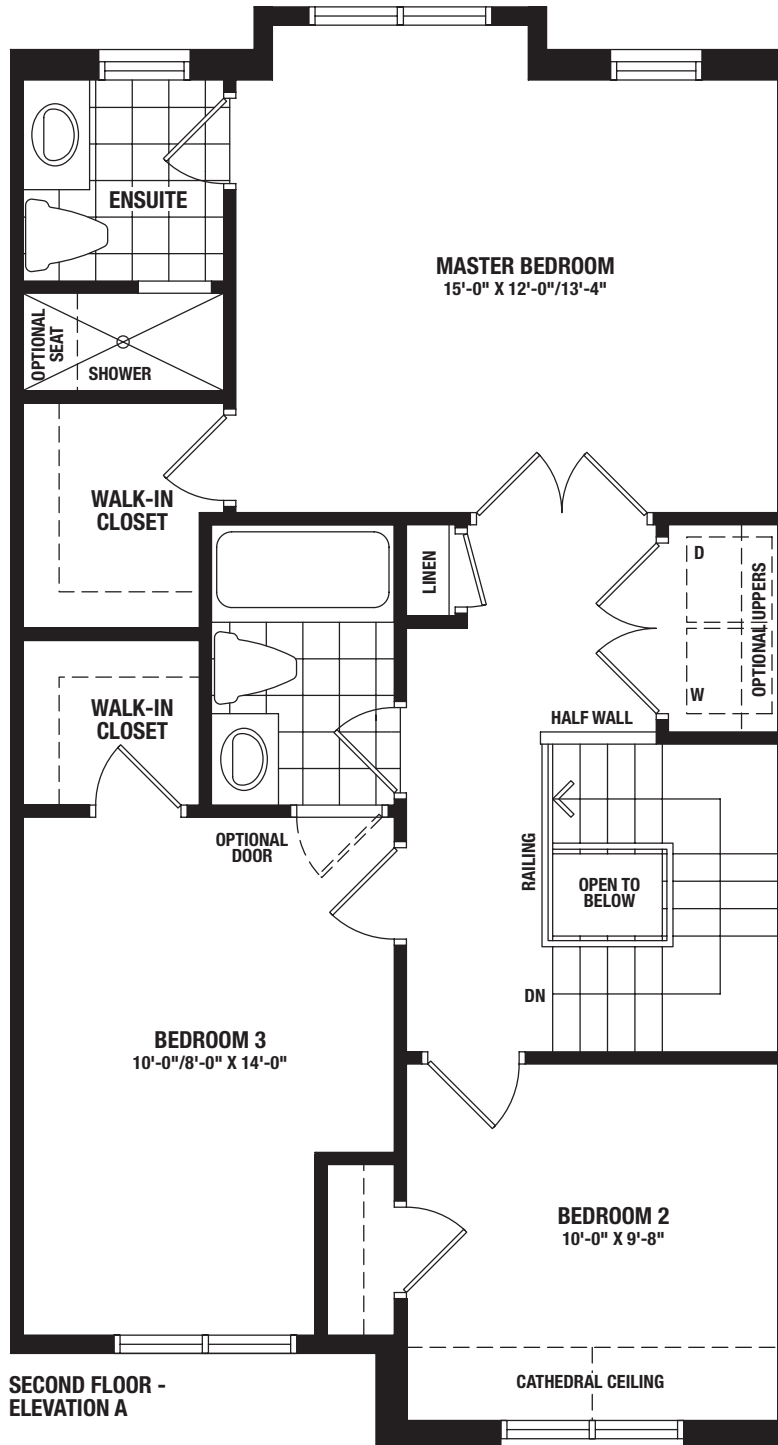 ENSUITE
MASTER BEDROOM
15'-0" X 12'-0"/13'-4"
OPTIONAL
SEAT
SHOWER
WALK-IN
CLOSET
LINEN
D
W
OPTIONAL UPPERS
WALK-IN
CLOSET
HALF WALL
OPTIONAL
DOOR
RAILING
OPEN TO
BELOW
DN
BEDROOM 3
10'-0"/8'-0" X 14'-0"
BEDROOM 2
10'-0" X 9'-8"
CATHEDRAL CEILING
SECOND FLOOR -
ELEVATION A